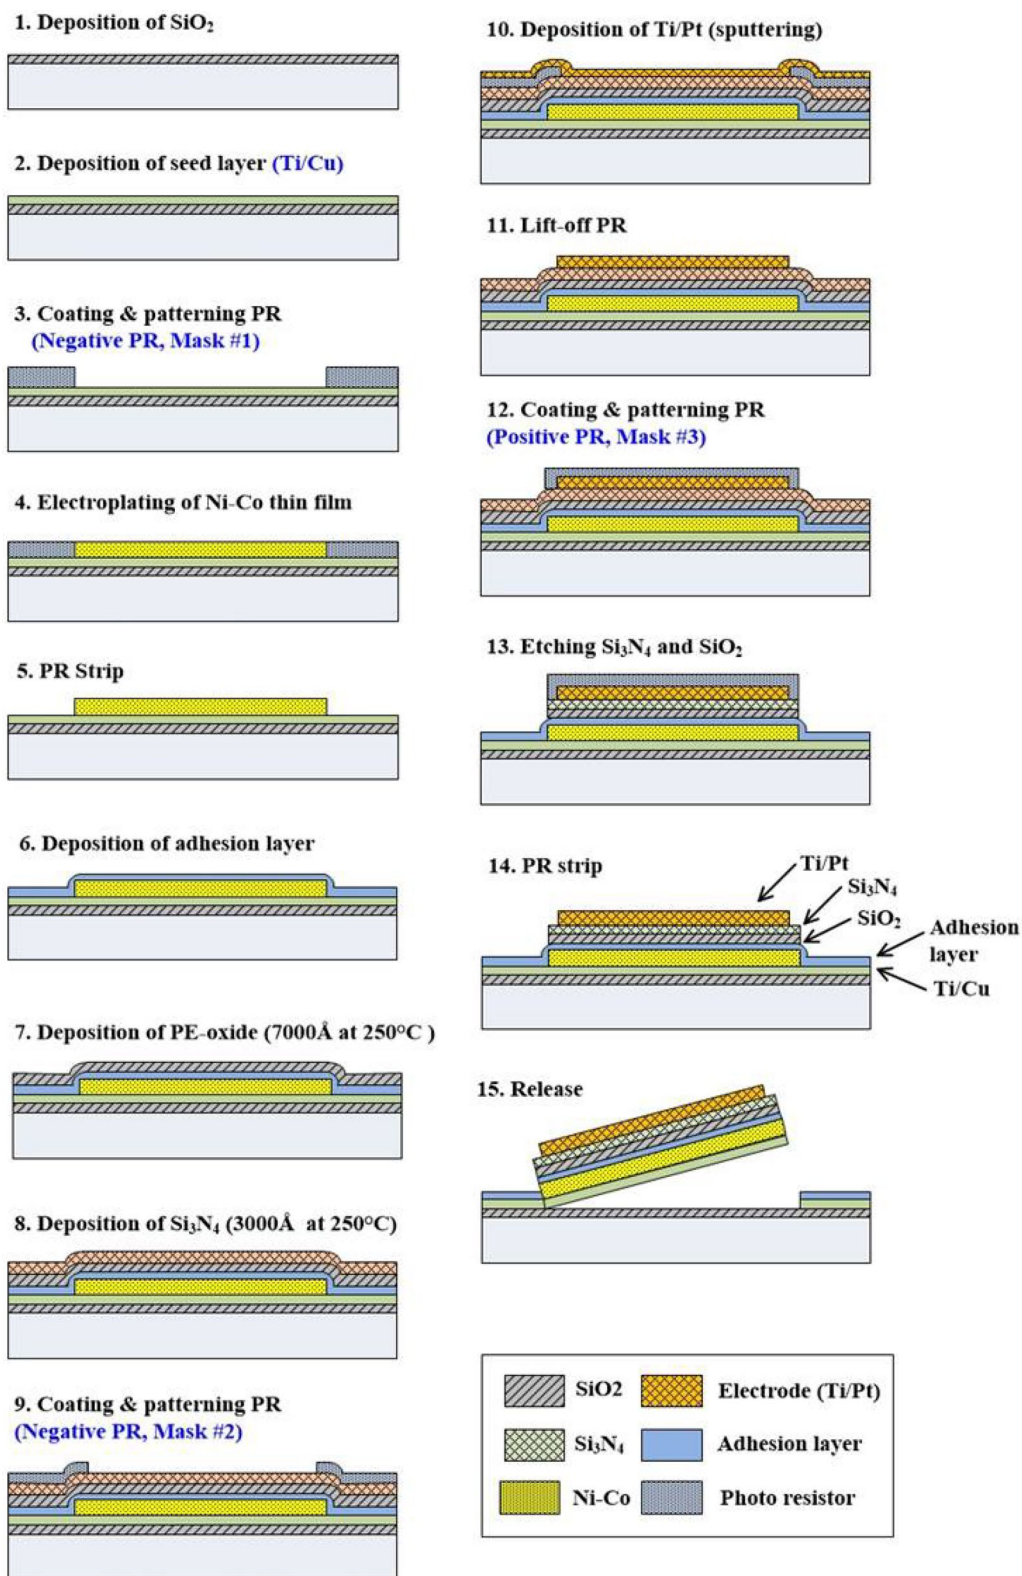 1. Deposition of SiO₂
2. Deposition of seed layer (Ti/Cu)
3. Coating & patterning PR
(Negative PR, Mask #1)
4. Electroplating of Ni-Co thin film
5. PR Strip
6. Deposition of adhesion layer
7. Deposition of PE-oxide (7000Å at 250°C )
8. Deposition of Si₃N₄ (3000Å at 250°C)
9. Coating & patterning PR
(Negative PR, Mask #2)
10. Deposition of Ti/Pt (sputtering)
11. Lift-off PR
12. Coating & patterning PR
(Positive PR, Mask #3)
13. Etching Si₃N₄ and SiO₂
14. PR strip
Ti/Pt
Si₃N₄
SiO₂
Adhesion
layer
Ti/Cu
15. Release
SiO2
Electrode (Ti/Pt)
Si₃N₄
Adhesion layer
Ni-Co
Photo resistor